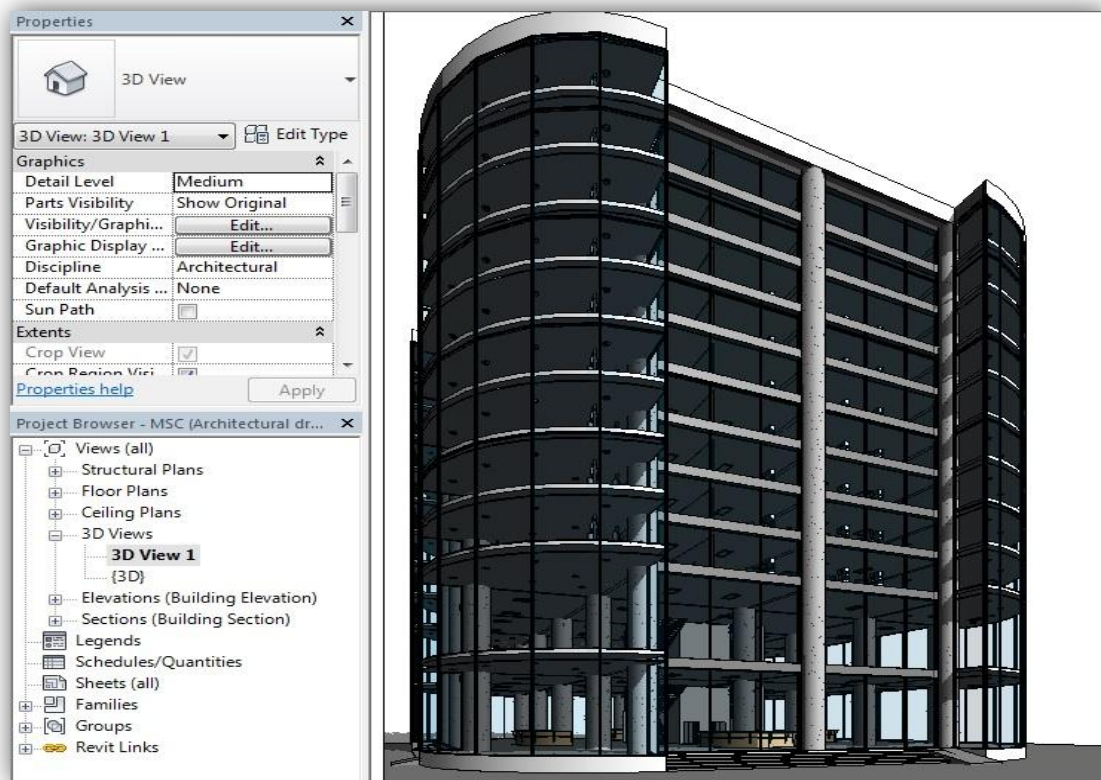 Properties
3D View
3D View: 3D View 1
Edit Type
Graphics
Detail Level Medium
Parts Visibility Show Original
Visibility/Graphi... Edit...
Graphic Display ... Edit...
Discipline Architectural
Default Analysis ... None
Sun Path
Extents
Crop View
Crop Region Visi
Properties help
Apply
Project Browser - MSC (Architectural dr...
Views (all)
Structural Plans
Floor Plans
Ceiling Plans
3D Views
3D View 1
{3D}
Elevations (Building Elevation)
Sections (Building Section)
Legends
Schedules/Quantities
Sheets (all)
Families
Groups
Revit Links